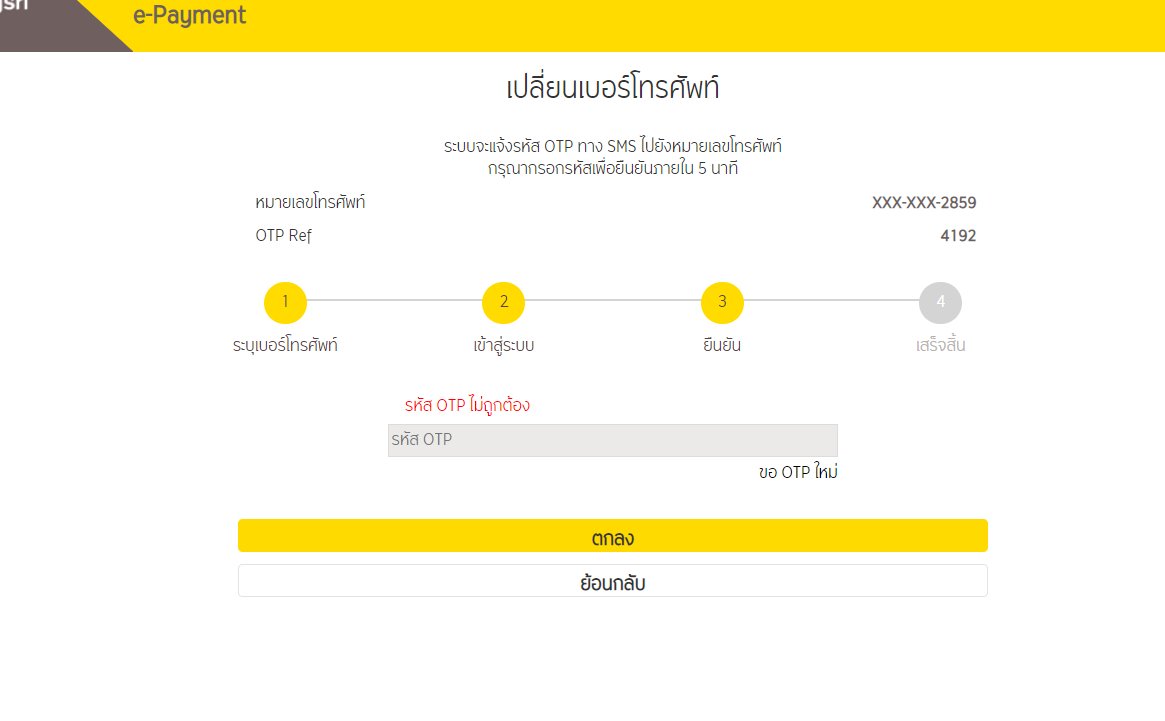 e-Payment
เปลี่ยนเบอร์โทรศัพท์
ระบบจะแจ้งรหัส OTP ทาง SMS ไปยังหมายเลขโทรศัพท์
กรุณากรอกรหัสเพื่อยืนยันภายใน 5 นาที
หมายเลขโทรศัพท์ XXX-XXX-2859
OTP Ref 4192
1 2 3 4
ระบุเบอร์โทรศัพท์ เข้าสู่ระบบ ยืนยัน เสร็จสิ้น
รหัส OTP ไม่ถูกต้อง
รหัส OTP
ขอ OTP ใหม่
ตกลง
ย้อนกลับ